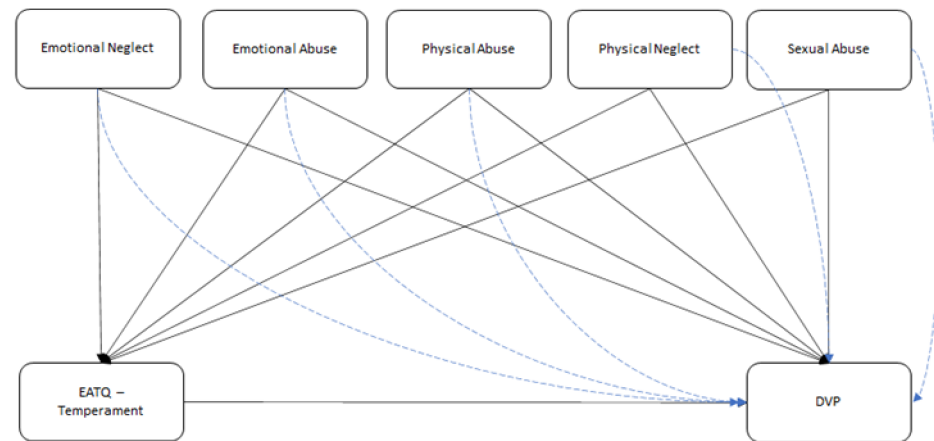 Emotional Neglect
Emotional Abuse
Physical Abuse
Physical Neglect
Sexual Abuse
EATQ –
Temperament
DVP